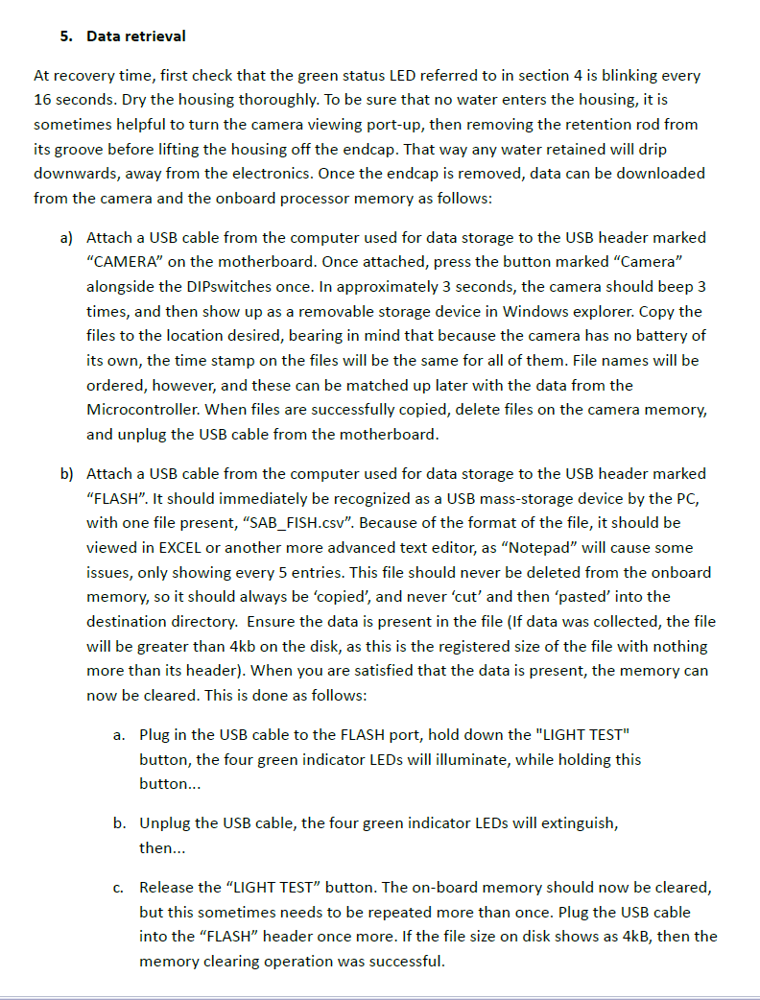 5. Data retrieval
At recovery time, first check that the green status LED referred to in section 4 is blinking every
16 seconds. Dry the housing thoroughly. To be sure that no water enters the housing, it is
sometimes helpful to turn the camera viewing port-up, then removing the retention rod from
its groove before lifting the housing off the endcap. That way any water retained will drip
downwards, away from the electronics. Once the endcap is removed, data can be downloaded
from the camera and the onboard processor memory as follows:
a) Attach a USB cable from the computer used for data storage to the USB header marked
“CAMERA” on the motherboard. Once attached, press the button marked “Camera”
alongside the DIPswitches once. In approximately 3 seconds, the camera should beep 3
times, and then show up as a removable storage device in Windows explorer. Copy the
files to the location desired, bearing in mind that because the camera has no battery of
its own, the time stamp on the files will be the same for all of them. File names will be
ordered, however, and these can be matched up later with the data from the
Microcontroller. When files are successfully copied, delete files on the camera memory,
and unplug the USB cable from the motherboard.
b) Attach a USB cable from the computer used for data storage to the USB header marked
“FLASH”. It should immediately be recognized as a USB mass-storage device by the PC,
with one file present, “SAB_FISH.csv”. Because of the format of the file, it should be
viewed in EXCEL or another more advanced text editor, as “Notepad” will cause some
issues, only showing every 5 entries. This file should never be deleted from the onboard
memory, so it should always be ‘copied’, and never ‘cut’ and then ‘pasted’ into the
destination directory.  Ensure the data is present in the file (If data was collected, the file
will be greater than 4kb on the disk, as this is the registered size of the file with nothing
more than its header). When you are satisfied that the data is present, the memory can
now be cleared. This is done as follows:
a. Plug in the USB cable to the FLASH port, hold down the "LIGHT TEST"
button, the four green indicator LEDs will illuminate, while holding this
button...
b. Unplug the USB cable, the four green indicator LEDs will extinguish,
then...
c. Release the “LIGHT TEST” button. The on-board memory should now be cleared,
but this sometimes needs to be repeated more than once. Plug the USB cable
into the “FLASH” header once more. If the file size on disk shows as 4kB, then the
memory clearing operation was successful.